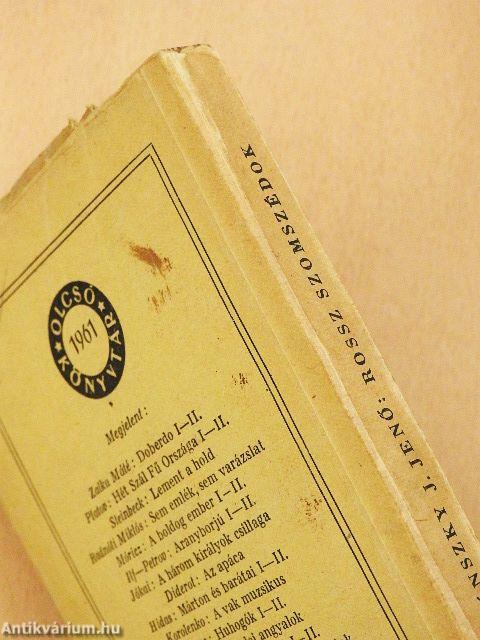 OLCSÓ
KÖNYVTÁR
1961
Megjelent:
Zalka Máté: Doberdo I—II.
Platov: Hét Szál Fű Országa I—II.
Steinbeck: Lement a hold
Radnóti Miklós: Sem emlék, sem varázslat
Móricz: A boldog ember I—II.
Ilf—Petrov: Aranyborjú I—II.
Jókai: A három királyok csillaga
Diderot: Az apáca
Hidas: Márton és barátai I—II.
Korolenko: A vak muzsikus
Huhogók I—II.
angyalok
NSZKY J. JENŐ: ROSSZ SZOMSZÉDOK
Antikvárium.hu